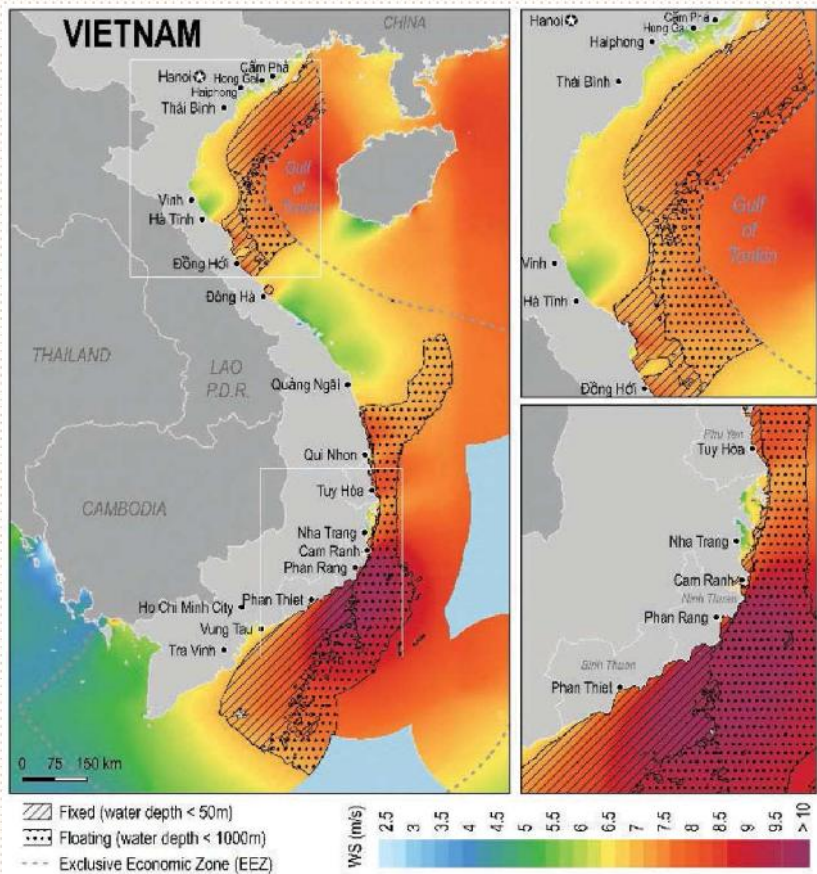 VIETNAM
CHINA
Hanoi
Cẩm Phả
Hong Gai
Haiphong
Thái Bình
Gulf
of
Tonkin
Vinh
Hà Tĩnh
Đồng Hới
Đông Hà
THAILAND
LAO
P.D.R.
Quảng Ngãi
Qui Nhon
CAMBODIA
Tuy Hòa
Nha Trang
Cam Ranh
Phan Rang
Phan Thiet
Ho Chi Minh City
Vung Tau
Tra Vinh
0 75 150 km
Hanoi
Cẩm Phả
Hong Ga
Haiphong
Thái Bình
Gulf
of
Tonkin
Vinh
Hà Tĩnh
Đồng Hới
Phu Yen
Tuy Hòa
Nha Trang
Cam Ranh
Ninh Thuan
Phan Rang
Binh Thuan
Phan Thiet
Fixed (water depth < 50m)
Floating (water depth < 1000m)
Exclusive Economic Zone (EEZ)
WS (m/s)
2.5 3 4 4.5 5 5.5 6 6.5 7 7.5 8 8.5 9 9.5 > 10